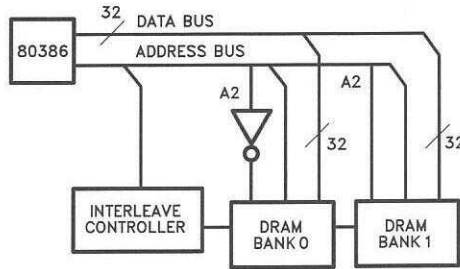 32
DATA BUS
80386
ADDRESS BUS
A2
A2
32
32
INTERLEAVE
CONTROLLER
DRAM
BANK 0
DRAM
BANK 1